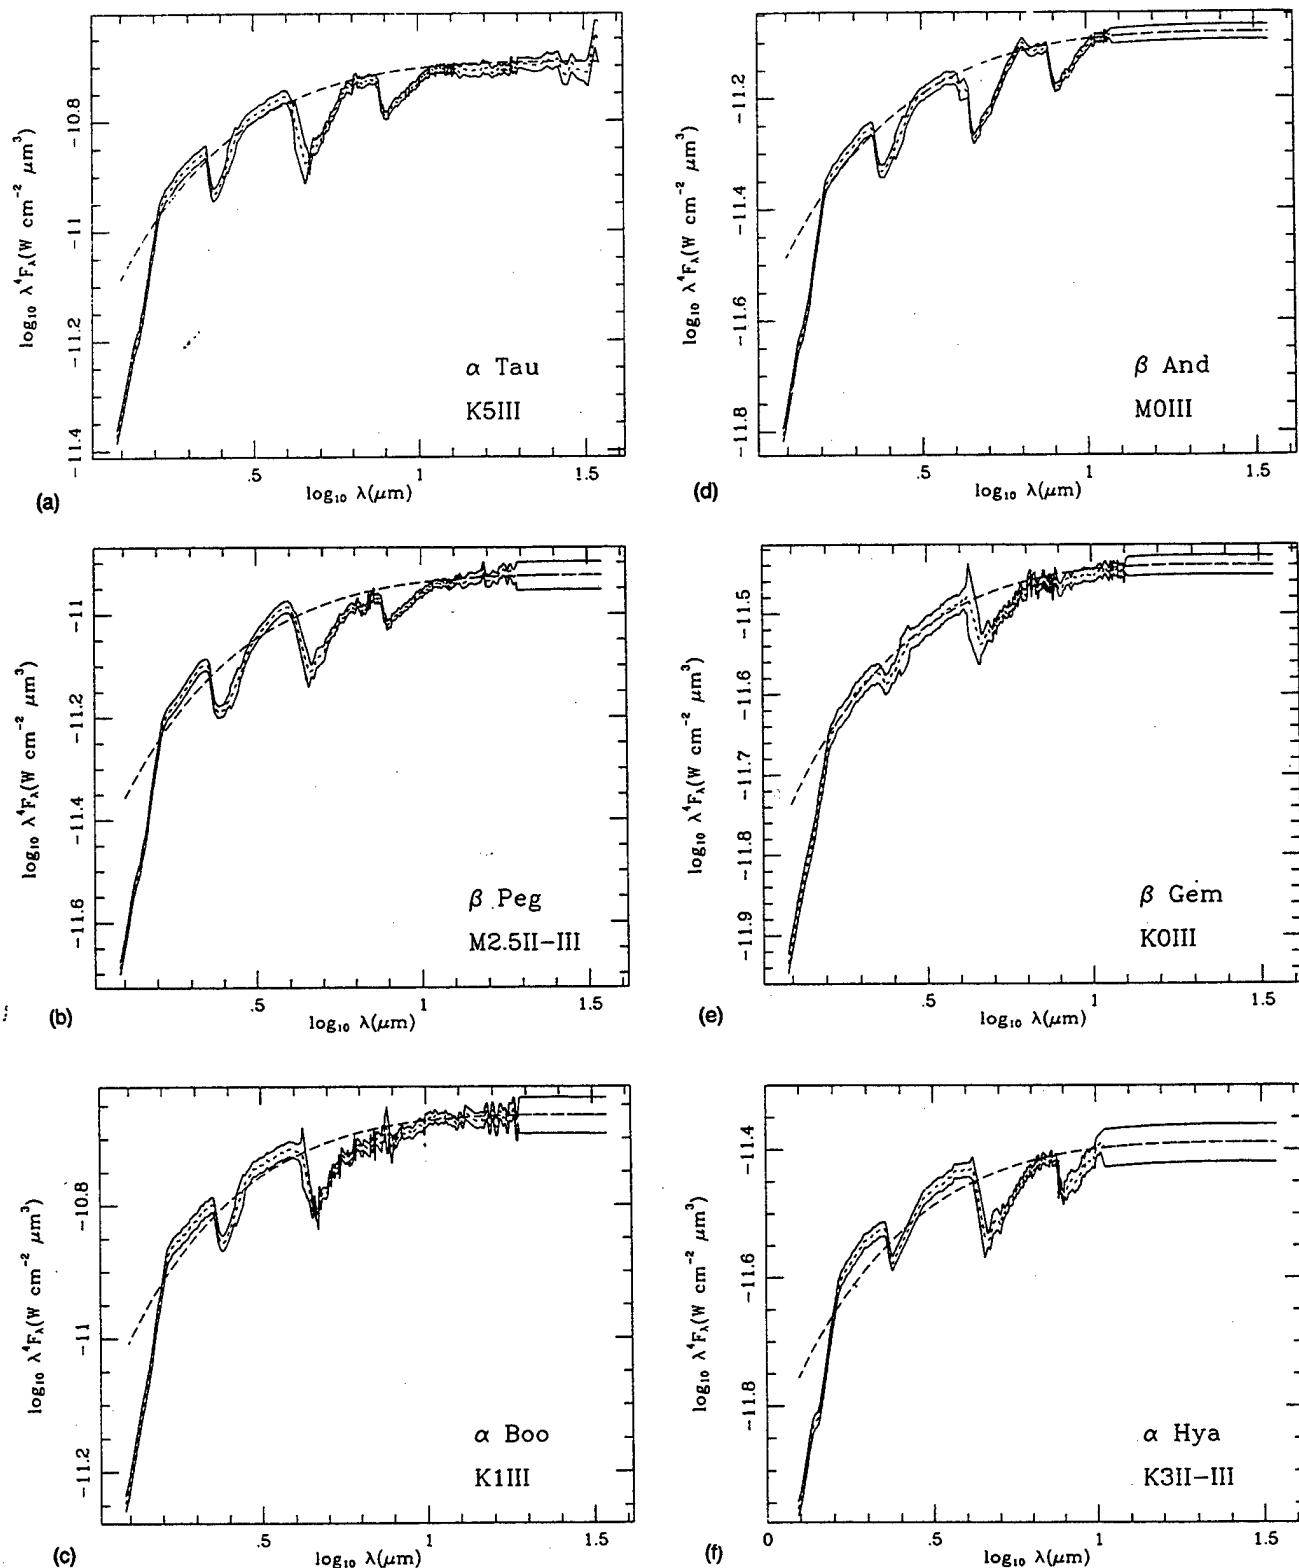 log₁₀ λ⁴F_λ(W cm⁻² μm³)
-10.8
-11
-11.2
-11.4
α Tau
K5III
.5 1 1.5
log₁₀ λ(μm)
(a)
log₁₀ λ⁴F_λ(W cm⁻² μm³)
-11
-11.2
-11.4
-11.6
β Peg
M2.5II-III
.5 1 1.5
log₁₀ λ(μm)
(b)
log₁₀ λ⁴F_λ(W cm⁻² μm³)
-10.8
-11
-11.2
α Boo
K1III
.5 1 1.5
log₁₀ λ(μm)
(c)
log₁₀ λ⁴F_λ(W cm⁻² μm³)
-11.2
-11.4
-11.6
-11.8
β And
M0III
.5 1 1.5
log₁₀ λ(μm)
(d)
log₁₀ λ⁴F_λ(W cm⁻² μm³)
-11.5
-11.6
-11.7
-11.8
-11.9
β Gem
K0III
.5 1 1.5
log₁₀ λ(μm)
(e)
log₁₀ λ⁴F_λ(W cm⁻² μm³)
-11.4
-11.6
-11.8
α Hya
K3II-III
0 .5 1 1.5
log₁₀ λ(μm)
(f)